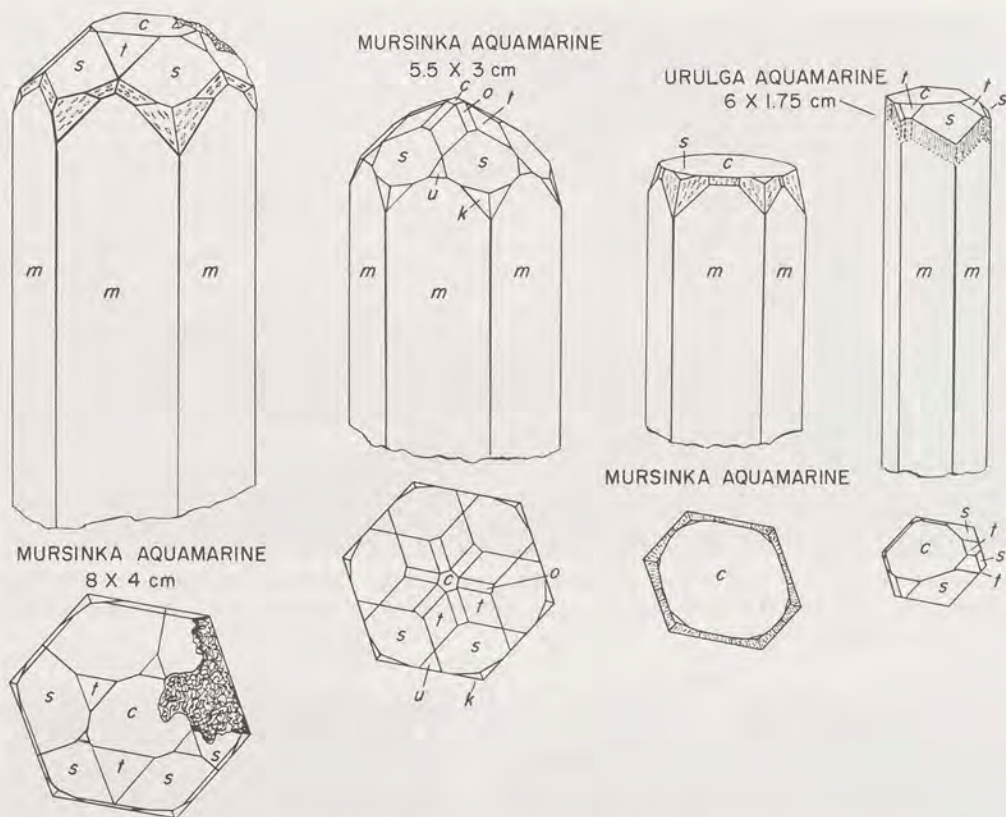 c
t
s
s
m
m
m
MURSINKA AQUAMARINE
8 X 4 cm
s
t
c
s
t
s
s
MURSINKA AQUAMARINE
5.5 X 3 cm
c
o
t
s
s
u
k
m
m
m
c
o
t
s
s
u
k
s
c
m
m
MURSINKA AQUAMARINE
c
URULGA AQUAMARINE
6 X 1.75 cm
t
c
t
s
s
m
m
s
t
c
s
s
t